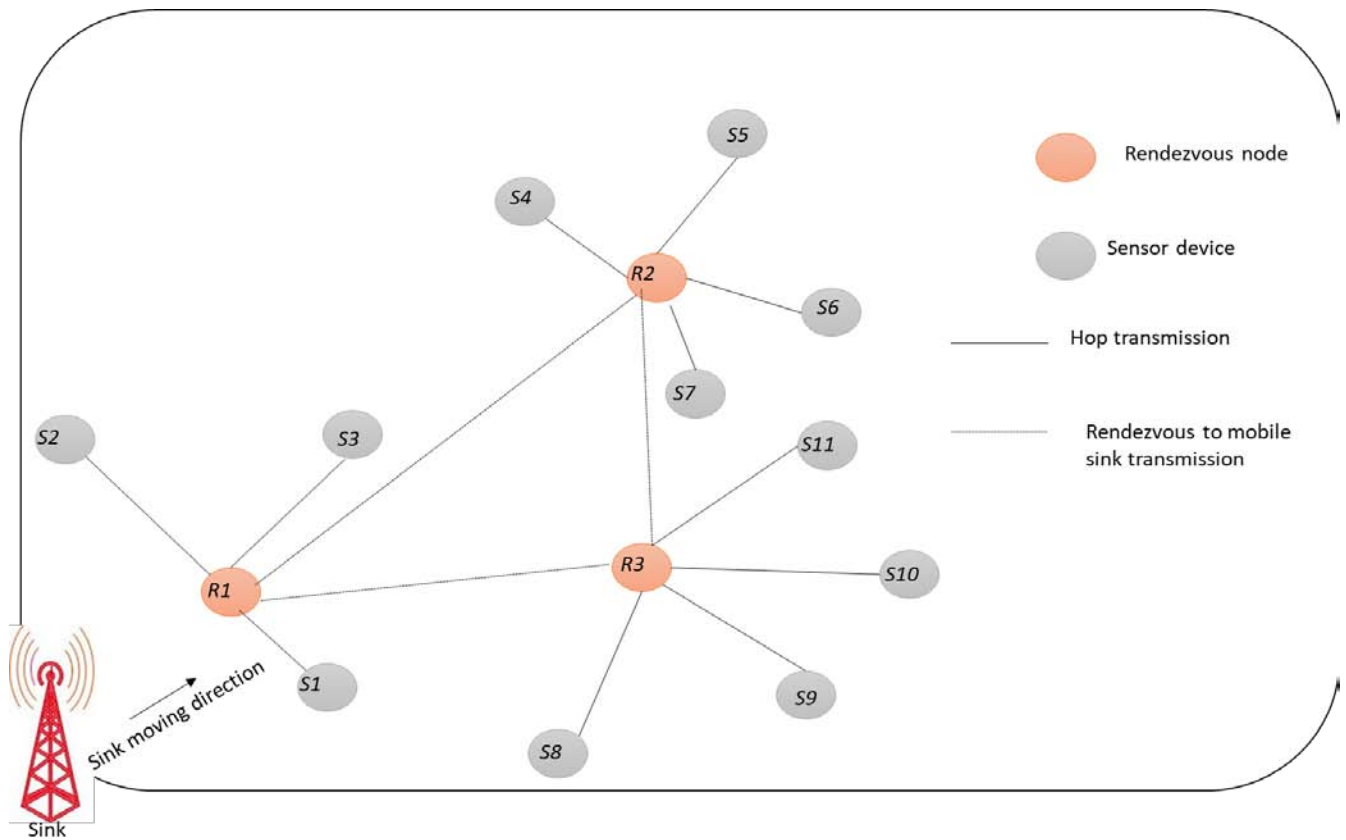 S5
Rendezvous node
S4
Sensor device
R2
S6
Hop transmission
S7
S2
S3
S11
Rendezvous to mobile
sink transmission
R3
S10
R1
Sink moving direction
S1
S9
S8
Sink